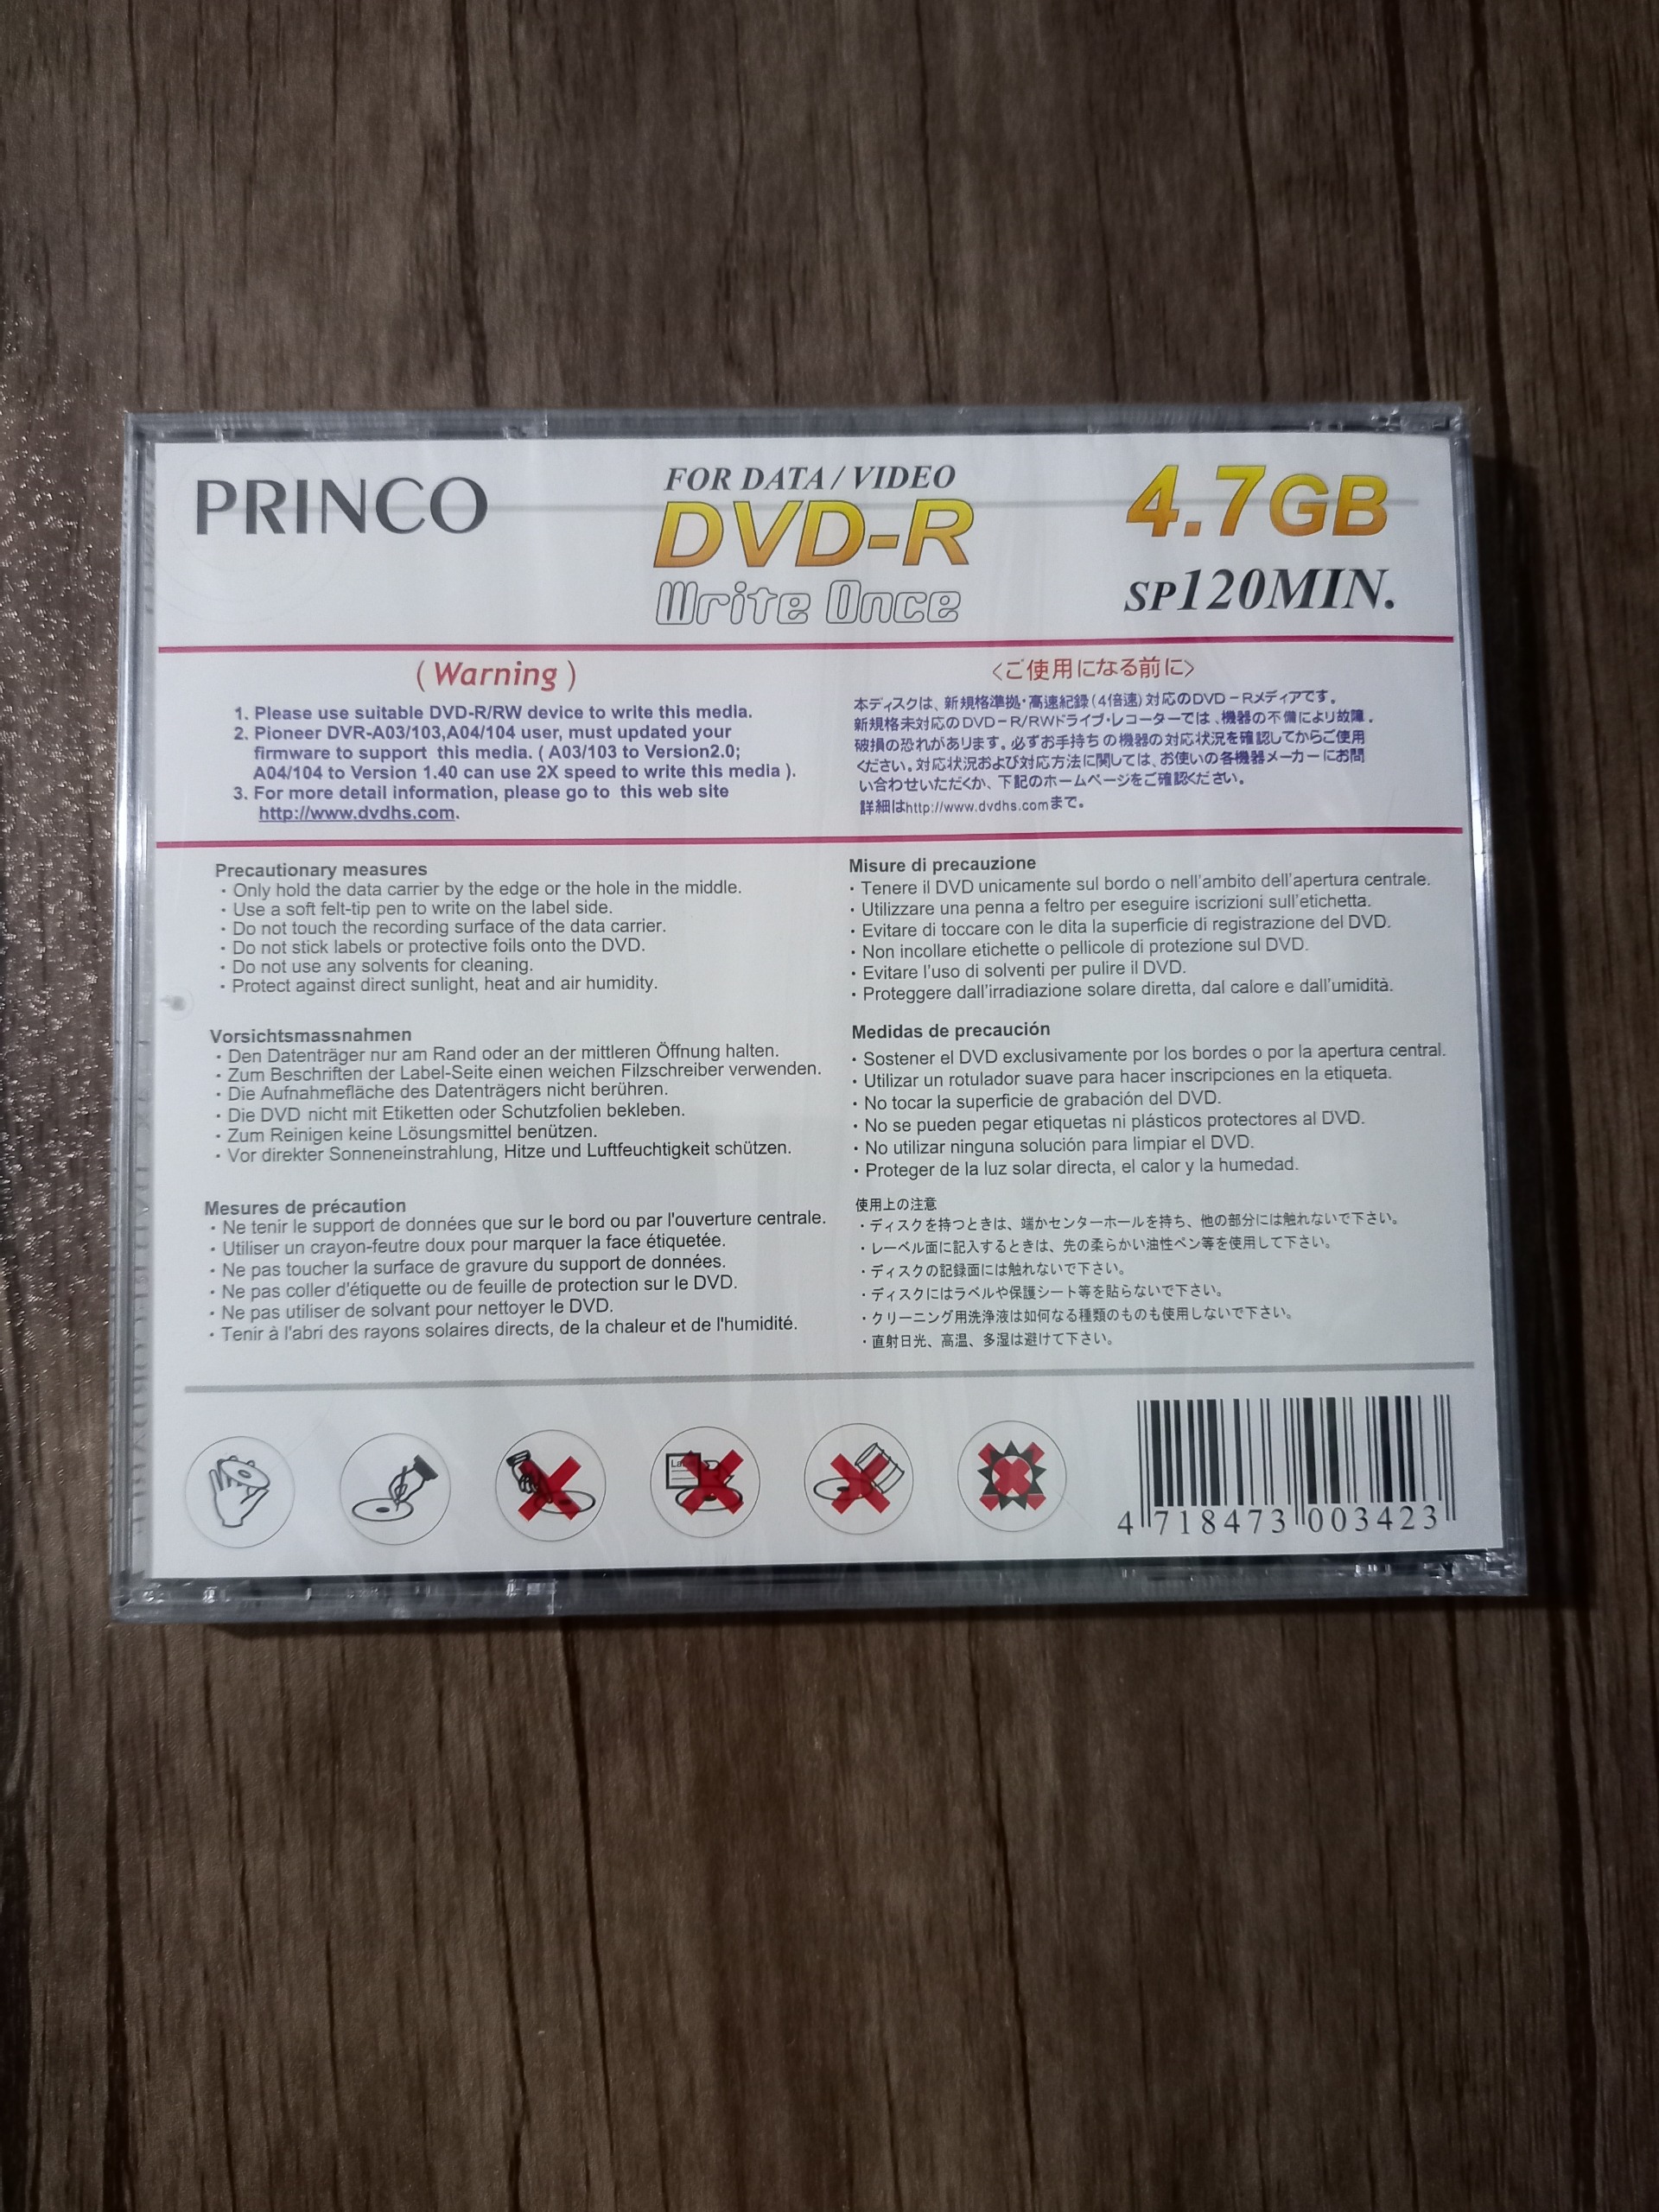 PRINCO
FOR DATA / VIDEO
DVD-R
Write Once
4.7GB
SP120MIN.
( Warning )
1. Please use suitable DVD-R/RW device to write this media.
2. Pioneer DVR-A03/103,A04/104 user, must updated your
firmware to support this media. ( A03/103 to Version2.0;
A04/104 to Version 1.40 can use 2X speed to write this media ).
3. For more detail information, please go to this web site
http://www.dvdhs.com.
〈ご使用になる前に〉
本ディスクは、新規格準拠・高速紀録(4倍速)対応のDVD－Rメディアです。
新規格未対応のDVD－R/RWドライブ・レコーターでは、機器の不備により故障.
破損の恐れがあります。必ずお手持ちの機器の対応状況を確認してからご使用
ください。対応状況および対応方法に関しては、お使いの各機器メーカーにお問
い合わせいただくか、下記のホームページをご確認ください。
詳細はhttp://www.dvdhs.comまで。
Precautionary measures
・Only hold the data carrier by the edge or the hole in the middle.
・Use a soft felt-tip pen to write on the label side.
・Do not touch the recording surface of the data carrier.
・Do not stick labels or protective foils onto the DVD.
・Do not use any solvents for cleaning.
・Protect against direct sunlight, heat and air humidity.
Vorsichtsmassnahmen
・Den Datenträger nur am Rand oder an der mittleren Öffnung halten.
・Zum Beschriften der Label-Seite einen weichen Filzschreiber verwenden.
・Die Aufnahmefläche des Datenträgers nicht berühren.
・Die DVD nicht mit Etiketten oder Schutzfolien bekleben.
・Zum Reinigen keine Lösungsmittel benützen.
・Vor direkter Sonneneinstrahlung, Hitze und Luftfeuchtigkeit schützen.
Mesures de précaution
・Ne tenir le support de données que sur le bord ou par l'ouverture centrale.
・Utiliser un crayon-feutre doux pour marquer la face étiquetée.
・Ne pas toucher la surface de gravure du support de données.
・Ne pas coller d'étiquette ou de feuille de protection sur le DVD.
・Ne pas utiliser de solvant pour nettoyer le DVD.
・Tenir à l'abri des rayons solaires directs, de la chaleur et de l'humidité.
Misure di precauzione
・Tenere il DVD unicamente sul bordo o nell'ambito dell'apertura centrale.
・Utilizzare una penna a feltro per eseguire iscrizioni sull'etichetta.
・Evitare di toccare con le dita la superficie di registrazione del DVD.
・Non incollare etichette o pellicole di protezione sul DVD.
・Evitare l'uso di solventi per pulire il DVD.
・Proteggere dall'irradiazione solare diretta, dal calore e dall'umidità.
Medidas de precaución
・Sostener el DVD exclusivamente por los bordes o por la apertura central.
・Utilizar un rotulador suave para hacer inscripciones en la etiqueta.
・No tocar la superficie de grabación del DVD.
・No se pueden pegar etiquetas ni plásticos protectores al DVD.
・No utilizar ninguna solución para limpiar el DVD.
・Proteger de la luz solar directa, el calor y la humedad.
使用上の注意
・ディスクを持つときは、端かセンターホールを持ち、他の部分には触れないで下さい。
・レーベル面に記入するときは、先の柔らかい油性ペン等を使用して下さい。
・ディスクの記録面には触れないで下さい。
・ディスクにはラベルや保護シート等を貼らないで下さい。
・クリーニング用洗浄液は如何なる種類のものも使用しないで下さい。
・直射日光、高温、多湿は避けて下さい。
4 718473 003423